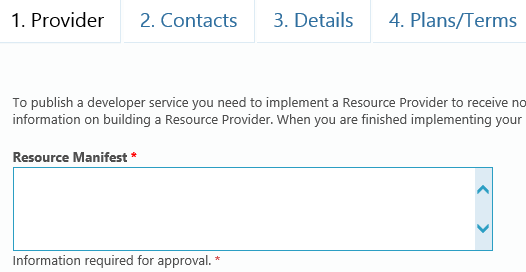 1. Provider 2. Contacts 3. Details 4. Plans/Terms
To publish a developer service you need to implement a Resource Provider to receive no
information on building a Resource Provider. When you are finished implementing your
Resource Manifest *
Information required for approval. *